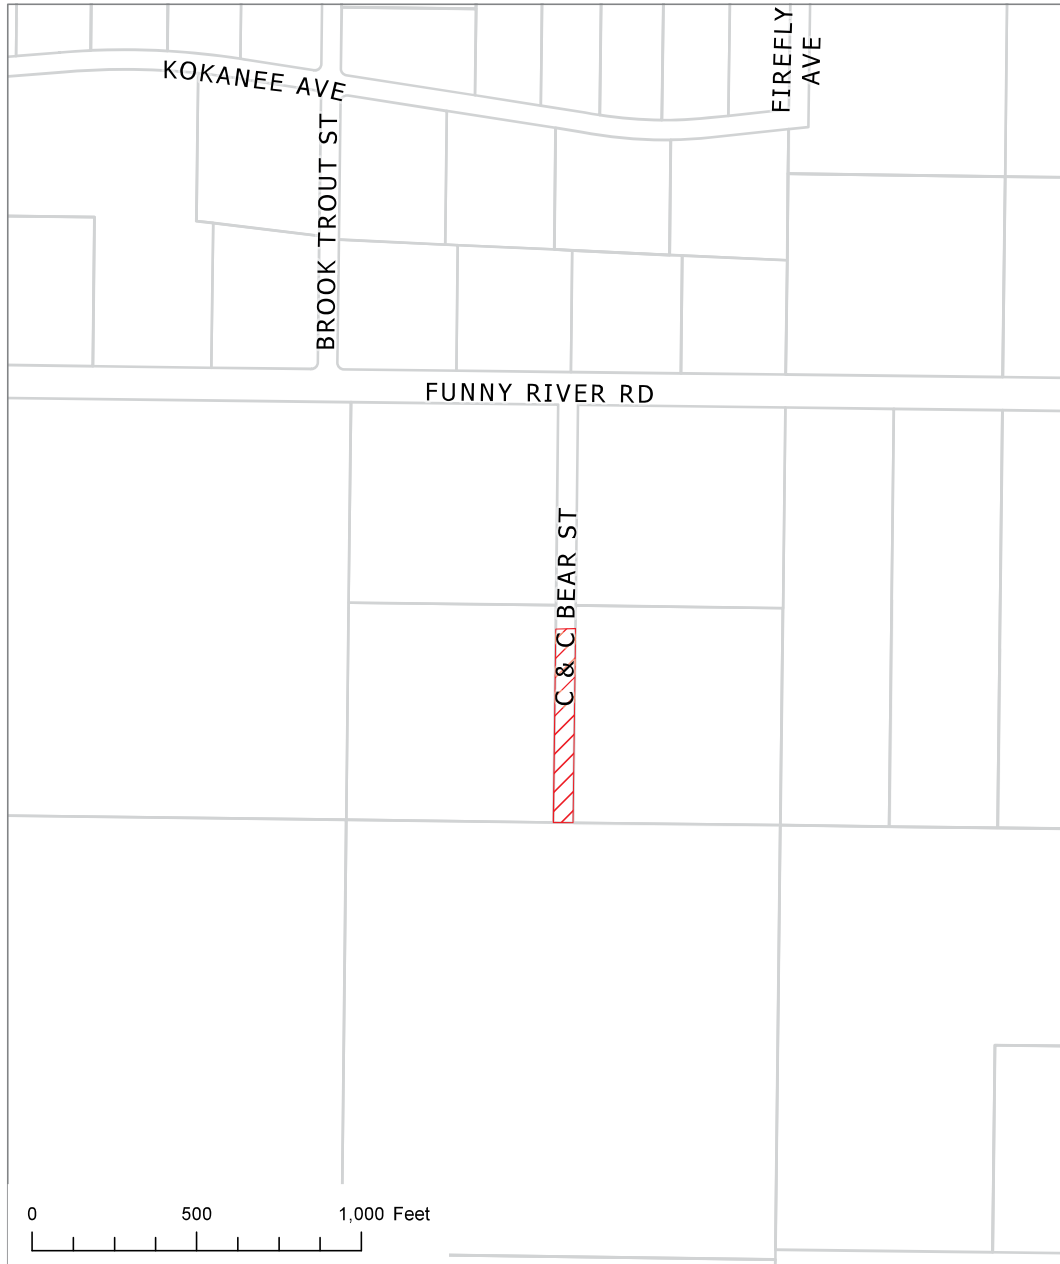 FIREFLY
AVE
KOKANEE AVE
BROOK TROUT ST
FUNNY RIVER RD
C & C BEAR ST
0 500 1,000 Feet